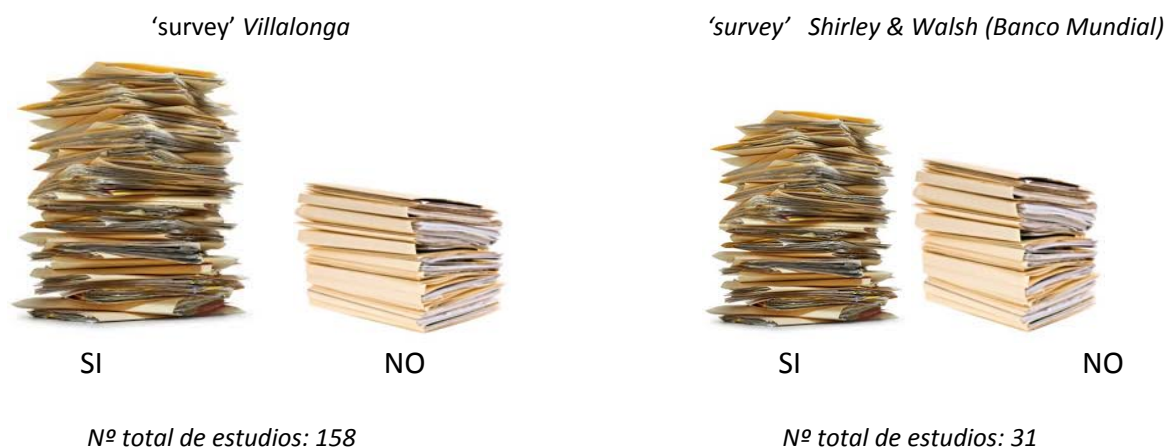 ‘survey’ Villalonga
‘survey’ Shirley & Walsh (Banco Mundial)
SI
NO
SI
NO
Nº total de estudios: 158
Nº total de estudios: 31